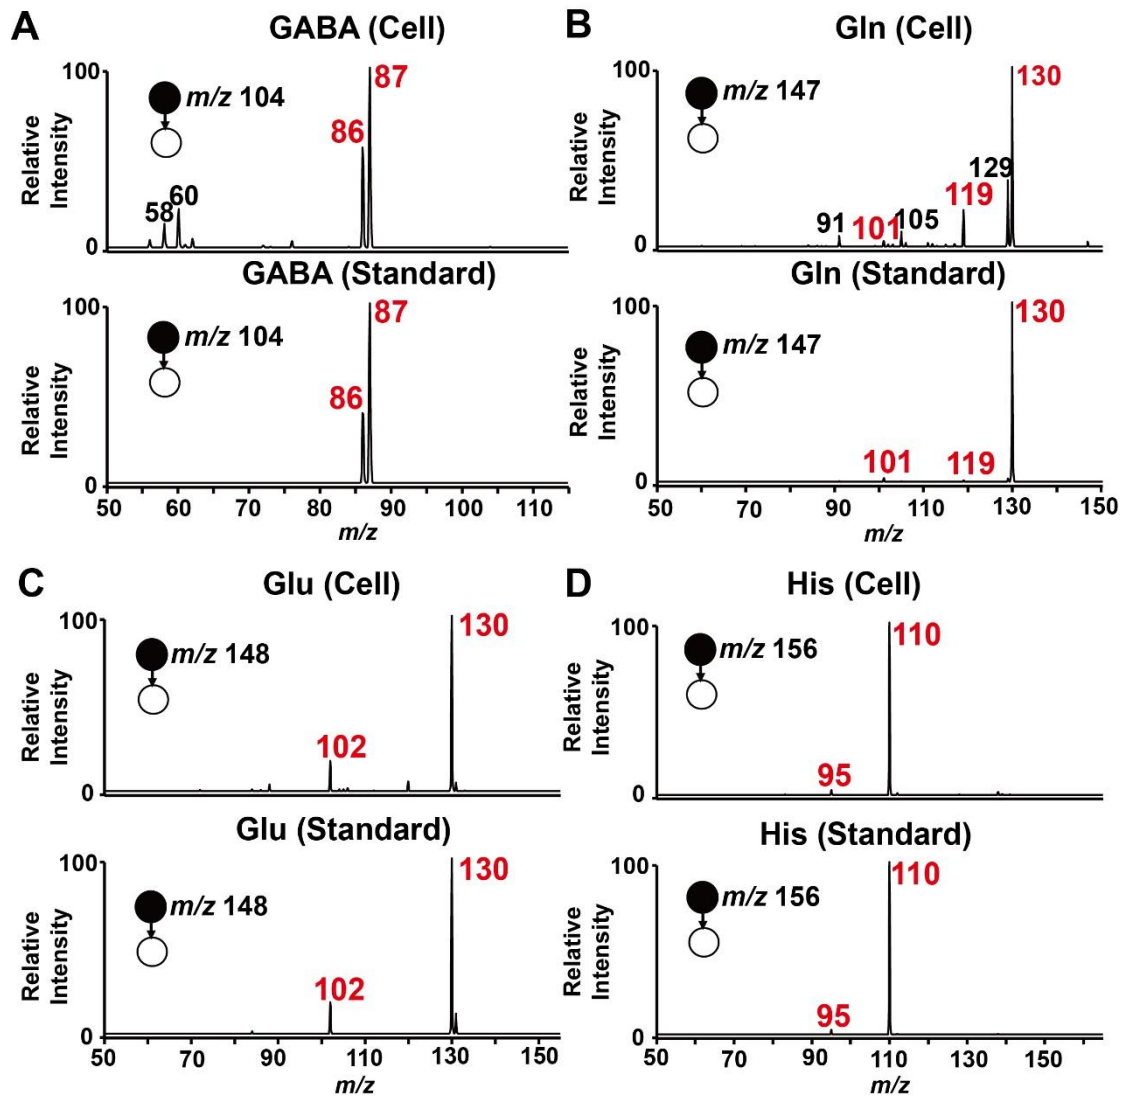 A
GABA (Cell)
100
Relative
Intensity
0
m/z 104
58
60
86
87
GABA (Standard)
100
Relative
Intensity
0
m/z 104
86
87
50
60
70
80
90
100
110
m/z
B
Gln (Cell)
100
Relative
Intensity
0
m/z 147
91
101
105
119
129
130
Gln (Standard)
100
Relative
Intensity
0
m/z 147
101
119
130
50
70
90
110
130
150
m/z
C
Glu (Cell)
100
Relative
Intensity
0
m/z 148
102
130
Glu (Standard)
100
Relative
Intensity
0
m/z 148
102
130
50
70
90
110
130
150
m/z
D
His (Cell)
100
Relative
Intensity
0
m/z 156
95
110
His (Standard)
100
Relative
Intensity
0
m/z 156
95
110
50
70
90
110
130
150
m/z